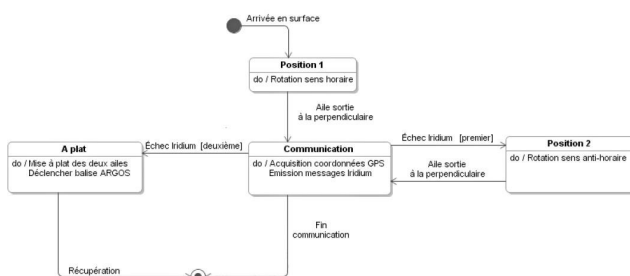 Arrivée en surface
Position 1
do / Rotation sens horaire
Aile sortie
à la perpendiculaire
A plat
do / Mise à plat des deux ailes
Déclencher balise ARGOS
Échec Iridium [deuxième]
Communication
do / Acquisition coordonnées GPS
Emission messages Iridium
Échec Iridium [premier]
Aile sortie
à la perpendiculaire
Position 2
do / Rotation sens anti-horaire
Fin
communication
Récupération